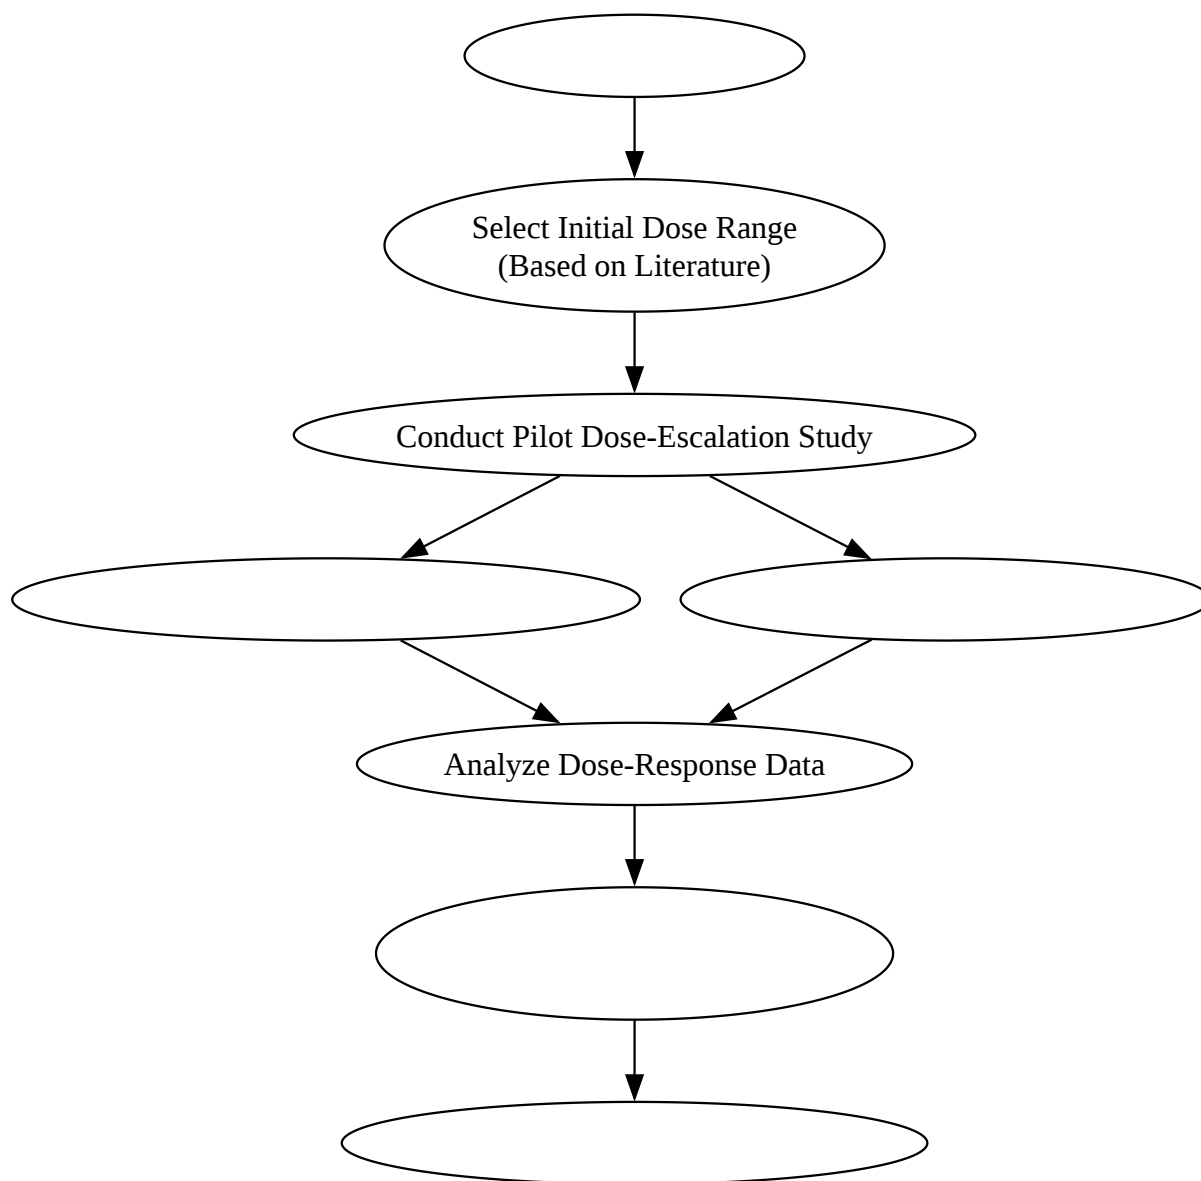 Select Initial Dose Range
(Based on Literature)
Conduct Pilot Dose-Escalation Study
Analyze Dose-Response Data